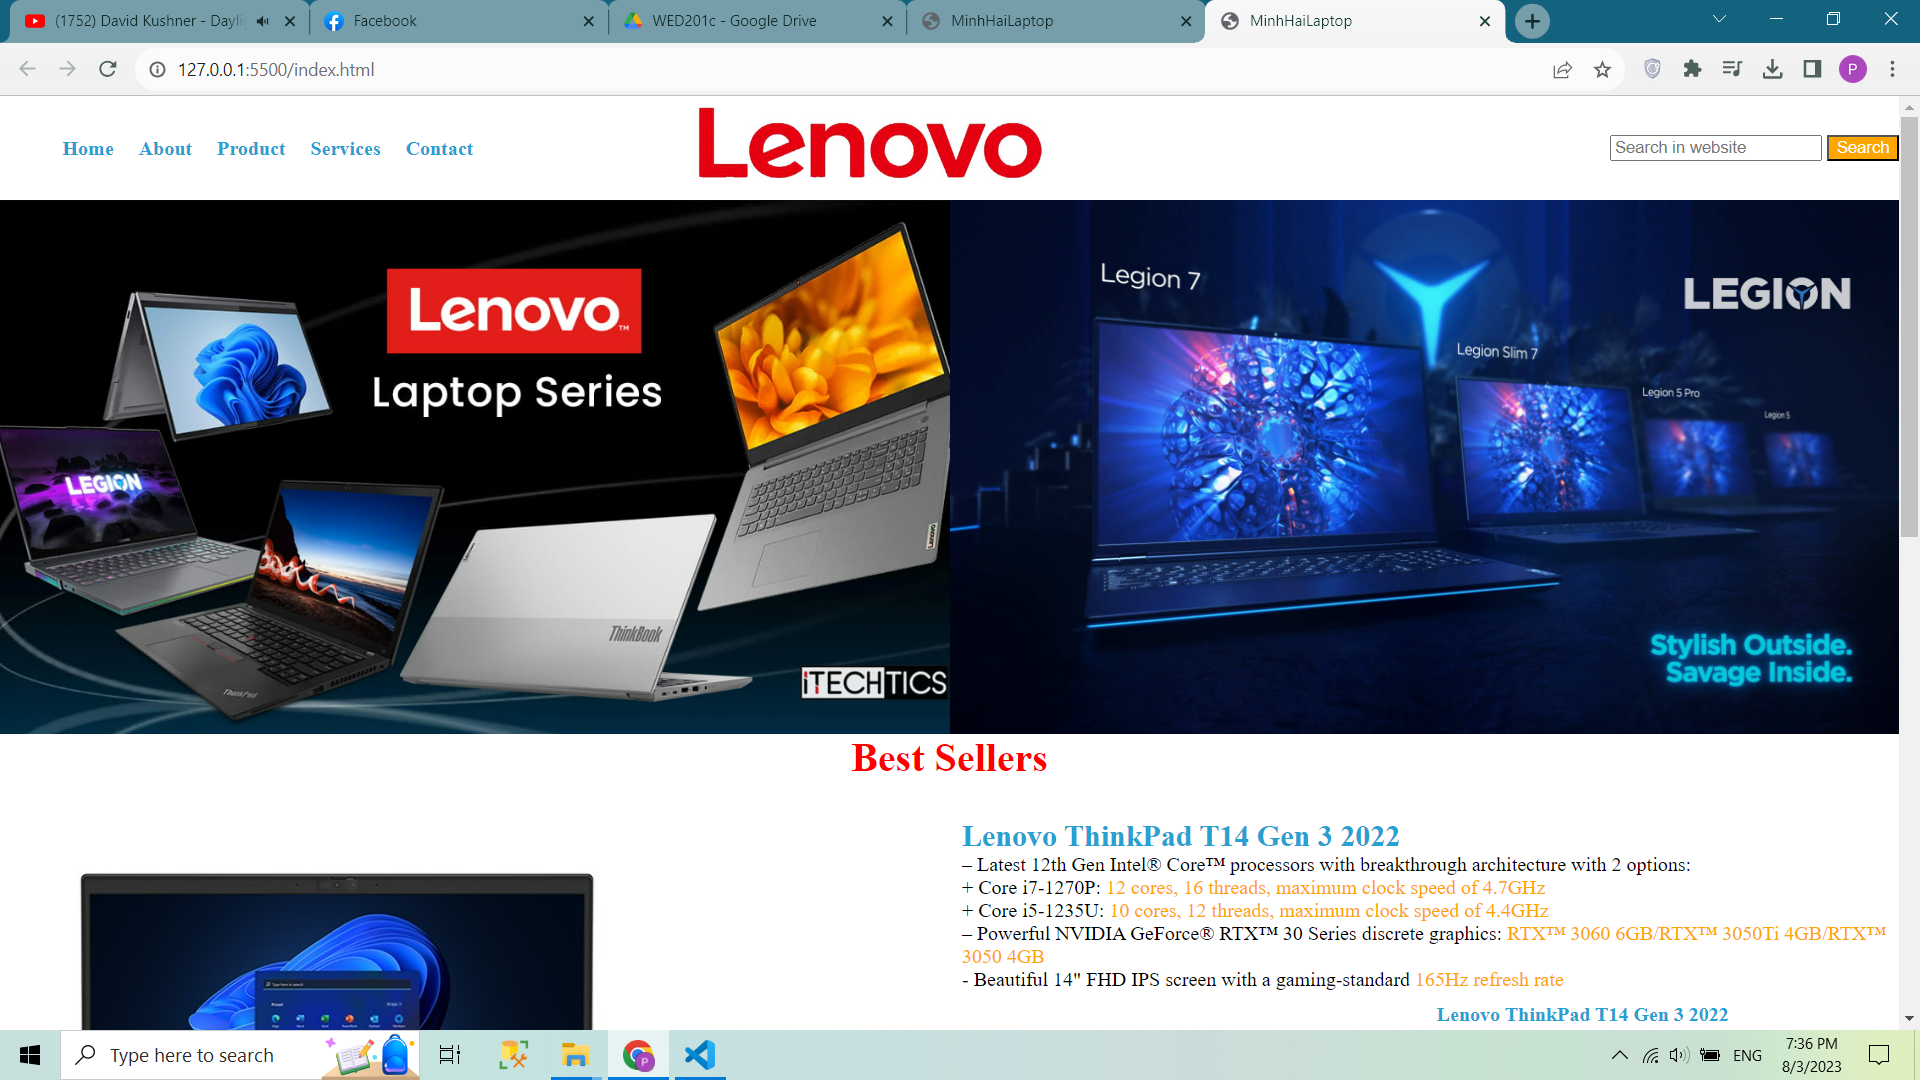 (1752) David Kushner - Dayli
Facebook
WED201c - Google Drive
MinhHaiLaptop
MinhHaiLaptop
127.0.0.1:5500/index.html
P
Home About Product Services Contact
Lenovo
Search in website
Search
Lenovo™
Laptop Series
LEGION
ThinkPad
ThinkBook
Lenovo
iTECHTICS
Legion 7
LEGION
Legion Slim 7
Legion 5 Pro
Legion 5
Stylish Outside.
Savage Inside.
Best Sellers
Lenovo ThinkPad T14 Gen 3 2022
– Latest 12th Gen Intel® Core™ processors with breakthrough architecture with 2 options:
+ Core i7-1270P: 12 cores, 16 threads, maximum clock speed of 4.7GHz
+ Core i5-1235U: 10 cores, 12 threads, maximum clock speed of 4.4GHz
– Powerful NVIDIA GeForce® RTX™ 30 Series discrete graphics: RTX™ 3060 6GB/RTX™ 3050Ti 4GB/RTX™
3050 4GB
- Beautiful 14" FHD IPS screen with a gaming-standard 165Hz refresh rate
Lenovo ThinkPad T14 Gen 3 2022
Type here to search
P
ENG
7:36 PM
8/3/2023